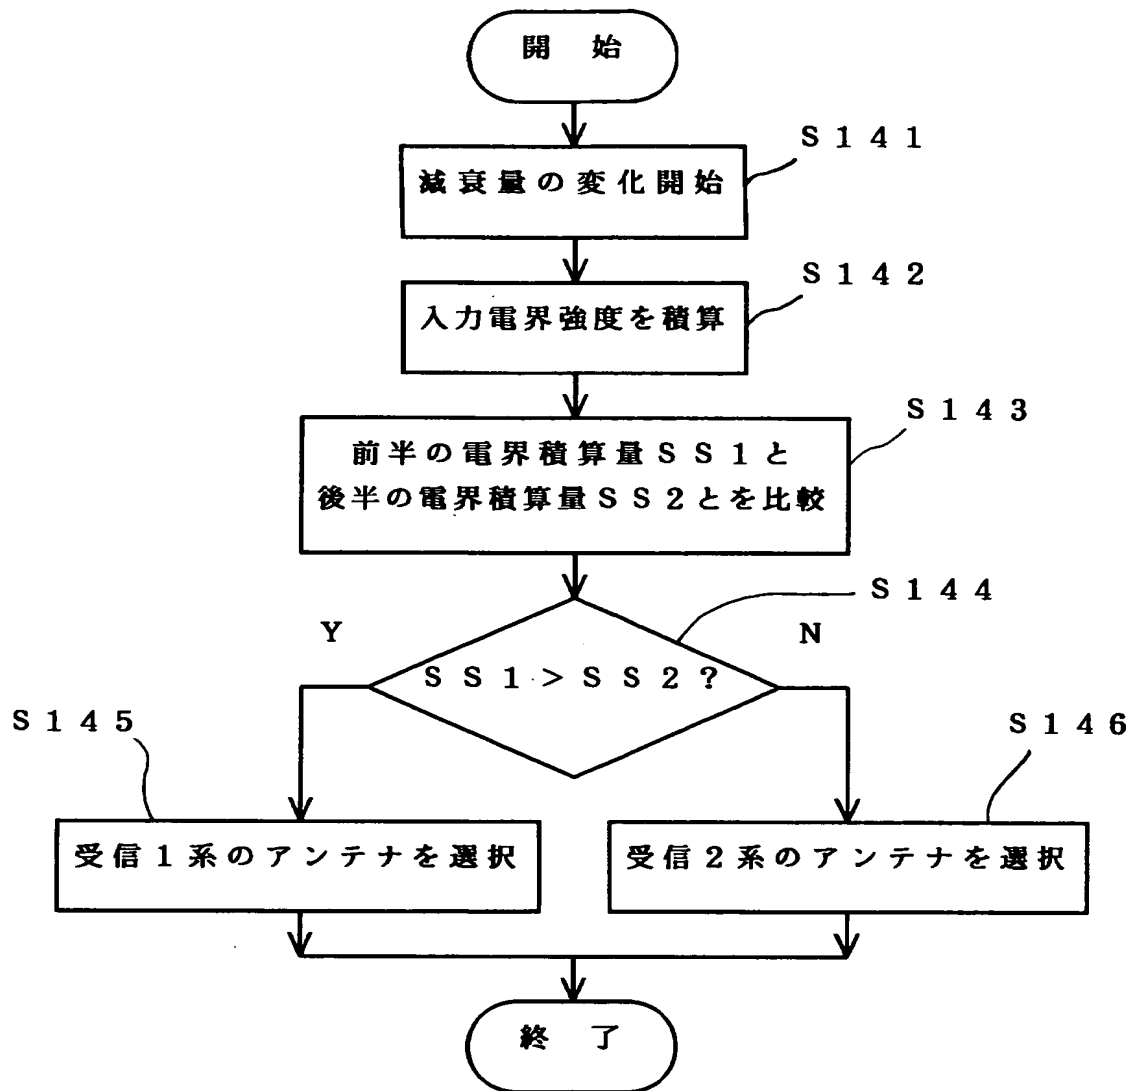 開 始
S141
減衰量の変化開始
S142
入力電界強度を積算
S143
前半の電界積算量SS1と
後半の電界積算量SS2とを比較
S144
Y
N
SS1>SS2?
S145
S146
受信1系のアンテナを選択
受信2系のアンテナを選択
終 了